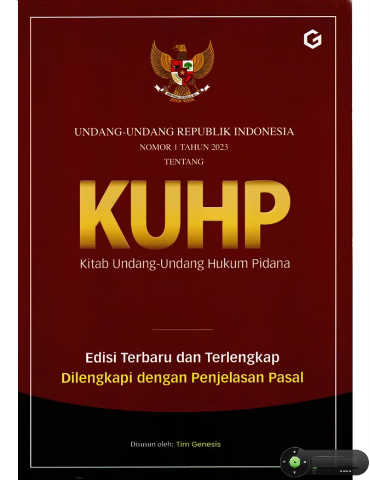 UNDANG-UNDANG REPUBLIK INDONESIA
NOMOR 1 TAHUN 2023
TENTANG
KUHP
Kitab Undang-Undang Hukum Pidana
Edisi Terbaru dan Terlengkap
Dilengkapi dengan Penjelasan Pasal
Disusun oleh: Tim Genesis